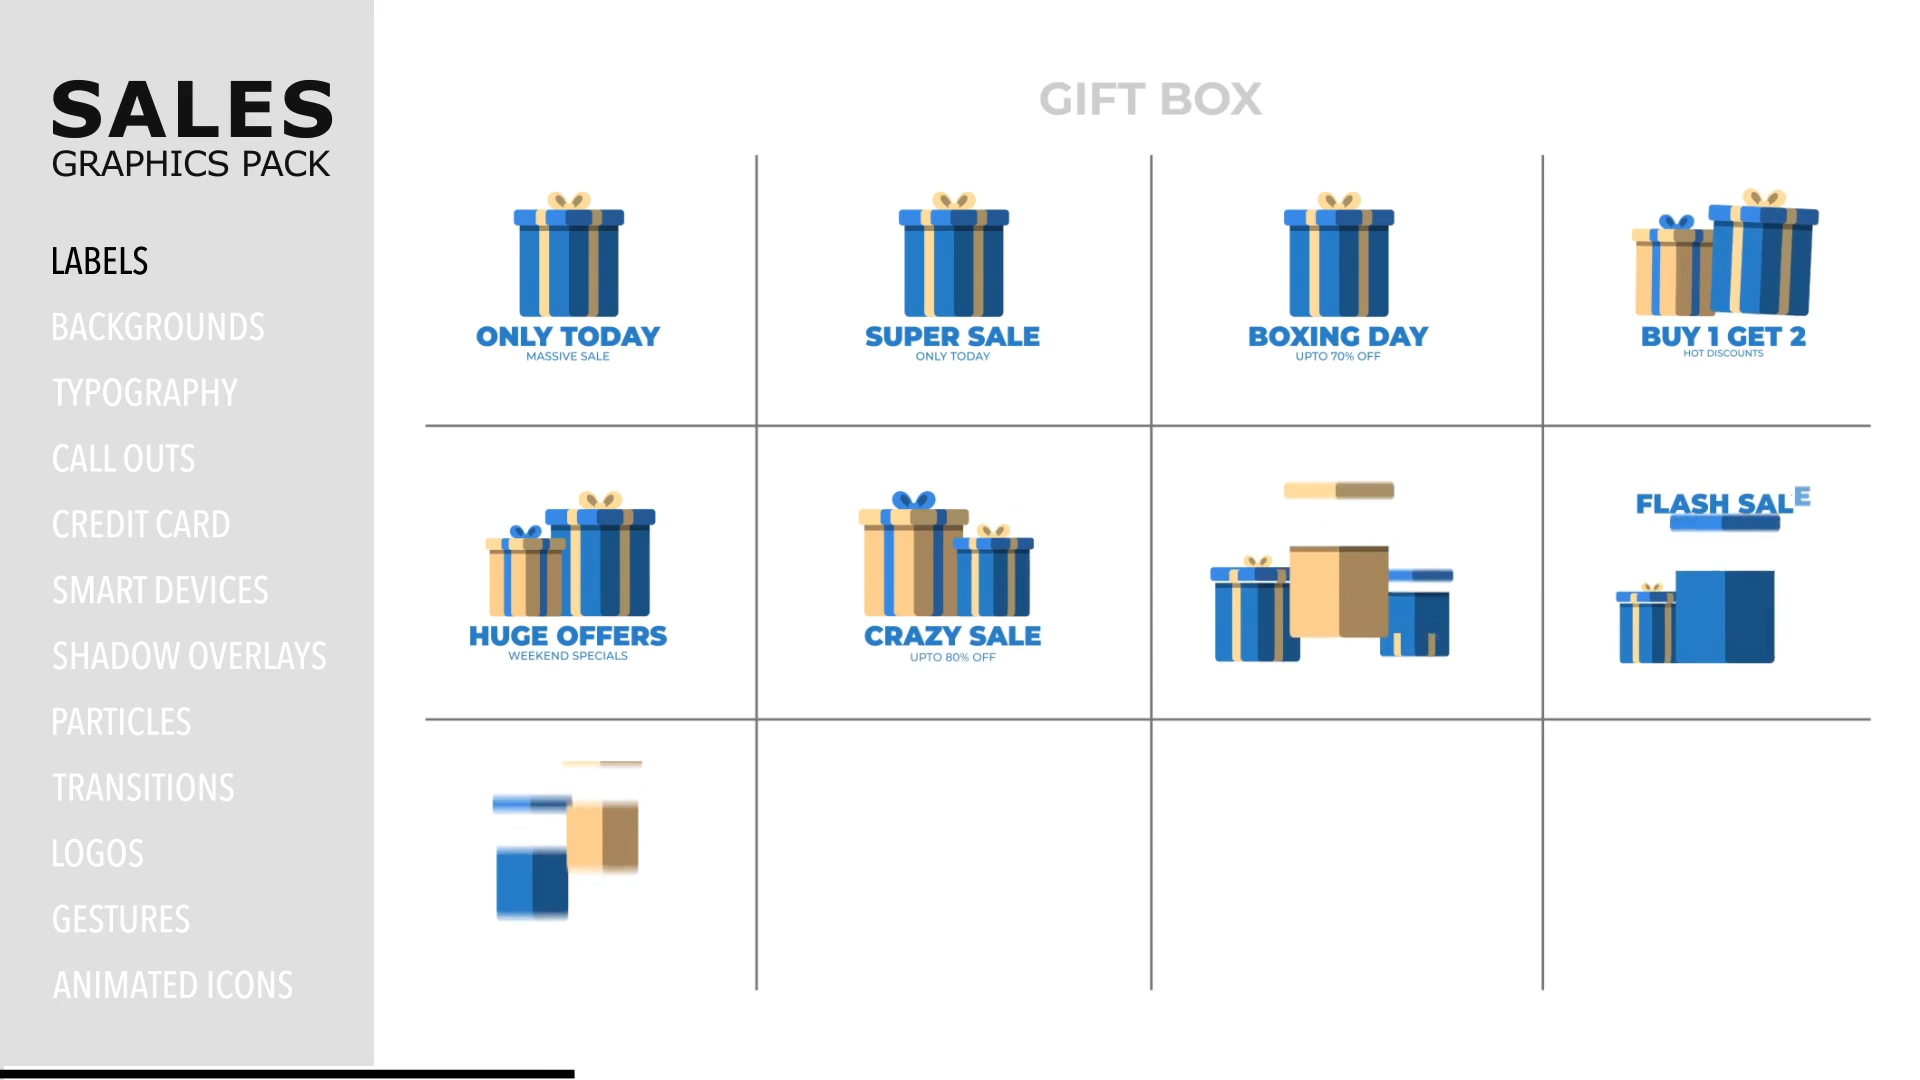 SALES
GRAPHICS PACK
LABELS
BACKGROUNDS
TYPOGRAPHY
CALL OUTS
CREDIT CARD
SMART DEVICES
SHADOW OVERLAYS
PARTICLES
TRANSITIONS
LOGOS
GESTURES
ANIMATED ICONS
GIFT BOX
ONLY TODAY
MASSIVE SALE
SUPER SALE
ONLY TODAY
BOXING DAY
UPTO 70% OFF
BUY 1 GET 2
HOT DISCOUNTS
HUGE OFFERS
WEEKEND SPECIALS
CRAZY SALE
UPTO 80% OFF
FLASH SALE